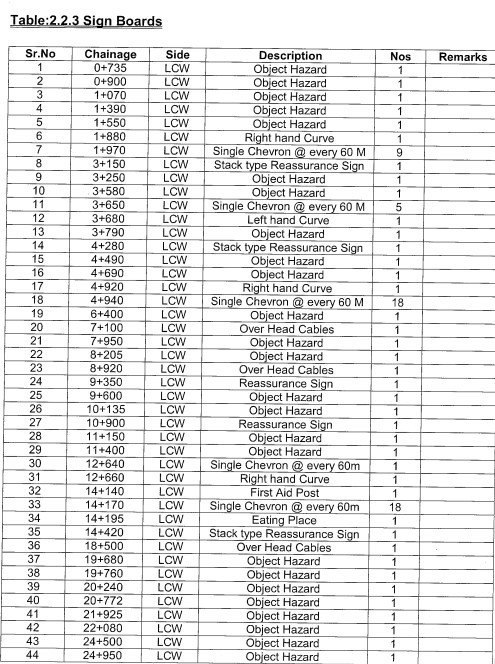 Table:2.2.3 Sign Boards
Sr.No Chainage Side Description Nos Remarks
1 0+735 LCW Object Hazard 1
2 0+900 LCW Object Hazard 1
3 1+070 LCW Object Hazard 1
4 1+390 LCW Object Hazard 1
5 1+550 LCW Object Hazard 1
6 1+880 LCW Right hand Curve 1
7 1+970 LCW Single Chevron @ every 60 M 9
8 3+150 LCW Stack type Reassurance Sign 1
9 3+250 LCW Object Hazard 1
10 3+580 LCW Object Hazard 1
11 3+650 LCW Single Chevron @ every 60 M 5
12 3+680 LCW Left hand Curve 1
13 3+790 LCW Object Hazard 1
14 4+280 LCW Stack type Reassurance Sign 1
15 4+490 LCW Object Hazard 1
16 4+690 LCW Object Hazard 1
17 4+920 LCW Right hand Curve 1
18 4+940 LCW Single Chevron @ every 60 M 18
19 6+400 LCW Object Hazard 1
20 7+100 LCW Over Head Cables 1
21 7+950 LCW Object Hazard 1
22 8+205 LCW Object Hazard 1
23 8+920 LCW Over Head Cables 1
24 9+350 LCW Reassurance Sign 1
25 9+600 LCW Object Hazard 1
26 10+135 LCW Object Hazard 1
27 10+900 LCW Reassurance Sign 1
28 11+150 LCW Object Hazard 1
29 11+400 LCW Object Hazard 1
30 12+640 LCW Single Chevron @ every 60m 1
31 12+660 LCW Right hand Curve 1
32 14+140 LCW First Aid Post 1
33 14+170 LCW Single Chevron @ every 60m 18
34 14+195 LCW Eating Place 1
35 14+420 LCW Stack type Reassurance Sign 1
36 18+500 LCW Over Head Cables 1
37 19+680 LCW Object Hazard 1
38 19+760 LCW Object Hazard 1
39 20+240 LCW Object Hazard 1
40 20+772 LCW Object Hazard 1
41 21+925 LCW Object Hazard 1
42 22+080 LCW Object Hazard 1
43 24+500 LCW Object Hazard 1
44 24+950 LCW Object Hazard 1